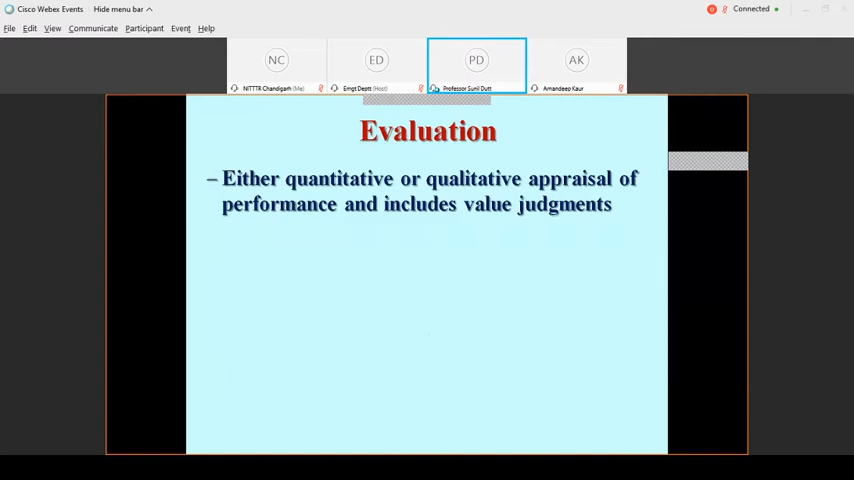 Cisco Webex Events Hide menu bar Connected
File Edit View Communicate Participant Event Help
NC ED PD AK
NITTTR Chandigarh (Me) Emgt Deptt (Host) Professor Sunil Dutt Amandeep Kaur
Evaluation
– Either quantitative or qualitative appraisal of
performance and includes value judgments